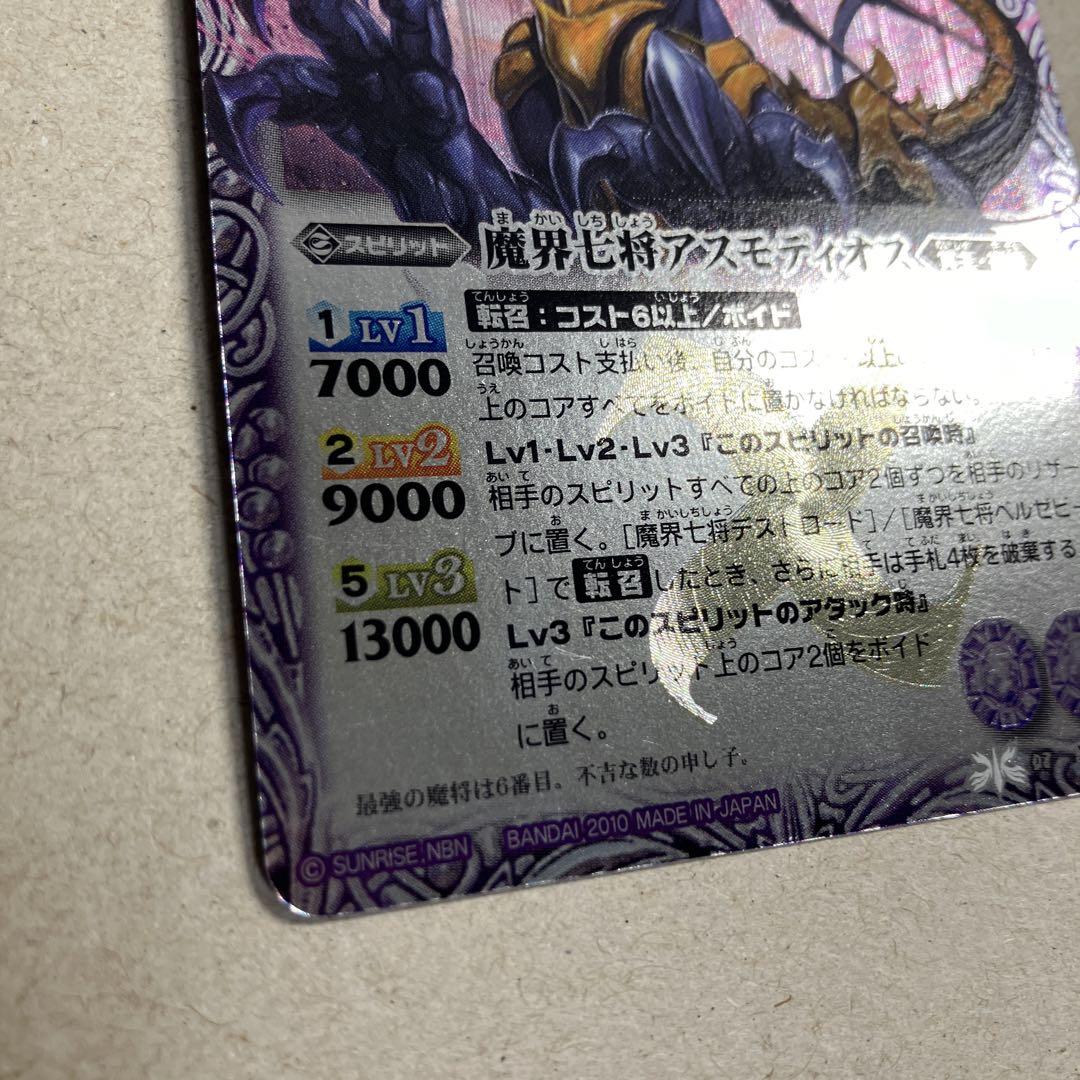 スピリット 魔界七将アスモディオス
1 LV1 7000
転召：コスト6以上／ボイド
召喚コスト支払い後、自分のコスト 以上
上のコアすべてをボイドに置かなければならない。
2 LV2 9000
Lv1・Lv2・Lv3『このスピリットの召喚時』
相手のスピリットすべての上のコア2個ずつを相手のリザー
ブに置く。［魔界七将デストロード］／［魔界七将ベルゼビー
ト］で転召したとき、さらに相手は手札4枚を破棄する
5 LV3 13000
Lv3『このスピリットのアタック時』
相手のスピリット上のコア2個をボイド
に置く。
最強の魔将は6番目。不吉な数の申し子。
© SUNRISE,NBN BANDAI 2010 MADE IN JAPAN